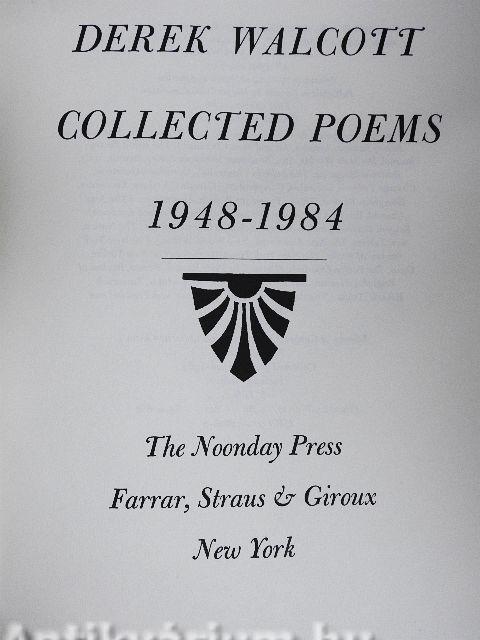 DEREK WALCOTT
COLLECTED POEMS
1948-1984
The Noonday Press
Farrar, Straus & Giroux
New York